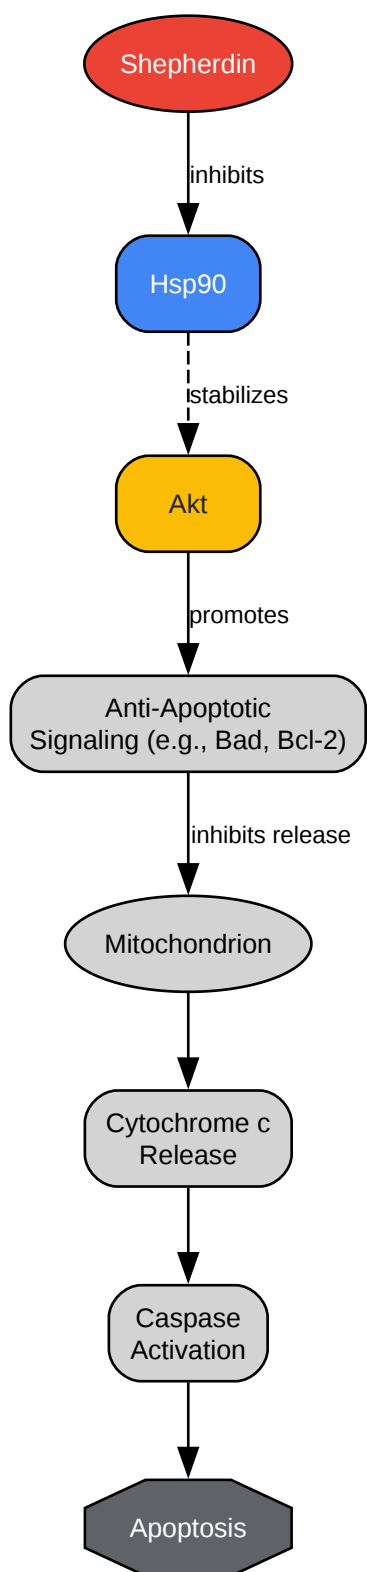 Shepherdin
inhibits
Hsp90
stabilizes
Akt
promotes
Anti-Apoptotic
Signaling (e.g., Bad, Bcl-2)
inhibits release
Mitochondrion
Cytochrome c
Release
Caspase
Activation
Apoptosis